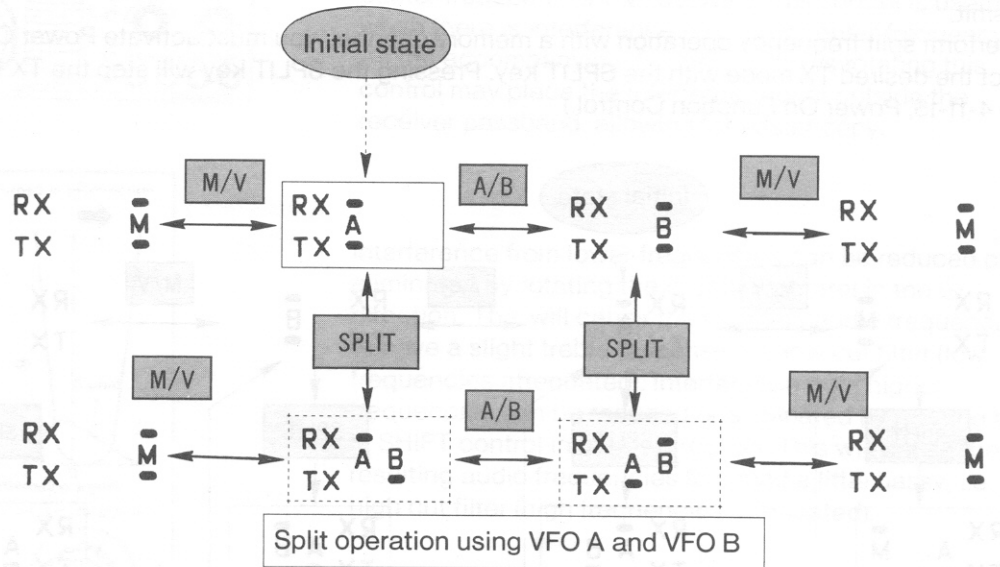 Initial state
M/V
A/B
M/V
RX
TX
M
RX
TX
A
RX
TX
B
RX
TX
M
SPLIT
SPLIT
M/V
A/B
M/V
RX
TX
M
RX
TX
A B
RX
TX
A B
RX
TX
M
Split operation using VFO A and VFO B